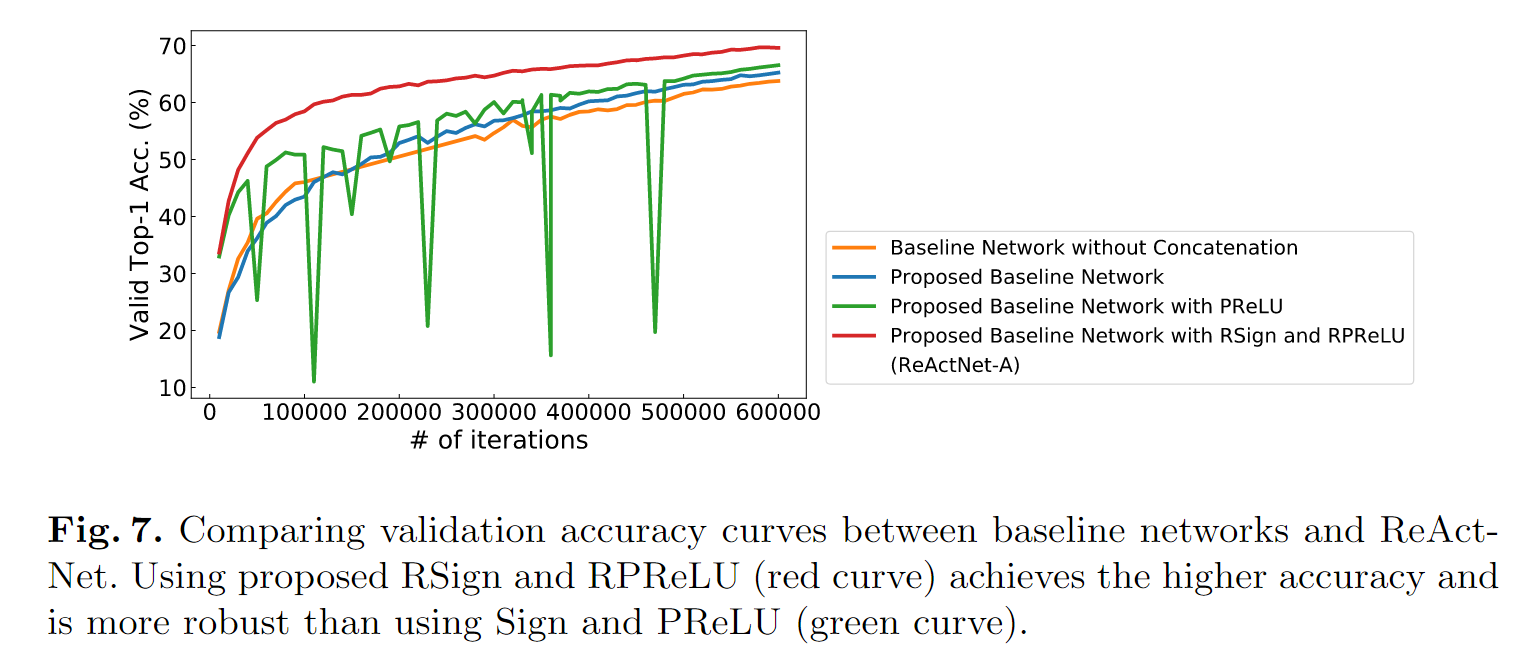 Valid Top-1 Acc. (%)
70
60
50
40
30
20
10
0 100000 200000 300000 400000 500000 600000
# of iterations
Baseline Network without Concatenation
Proposed Baseline Network
Proposed Baseline Network with PReLU
Proposed Baseline Network with RSign and RPReLU
(ReActNet-A)
Fig. 7. Comparing validation accuracy curves between baseline networks and ReAct-
Net. Using proposed RSign and RPReLU (red curve) achieves the higher accuracy and
is more robust than using Sign and PReLU (green curve).